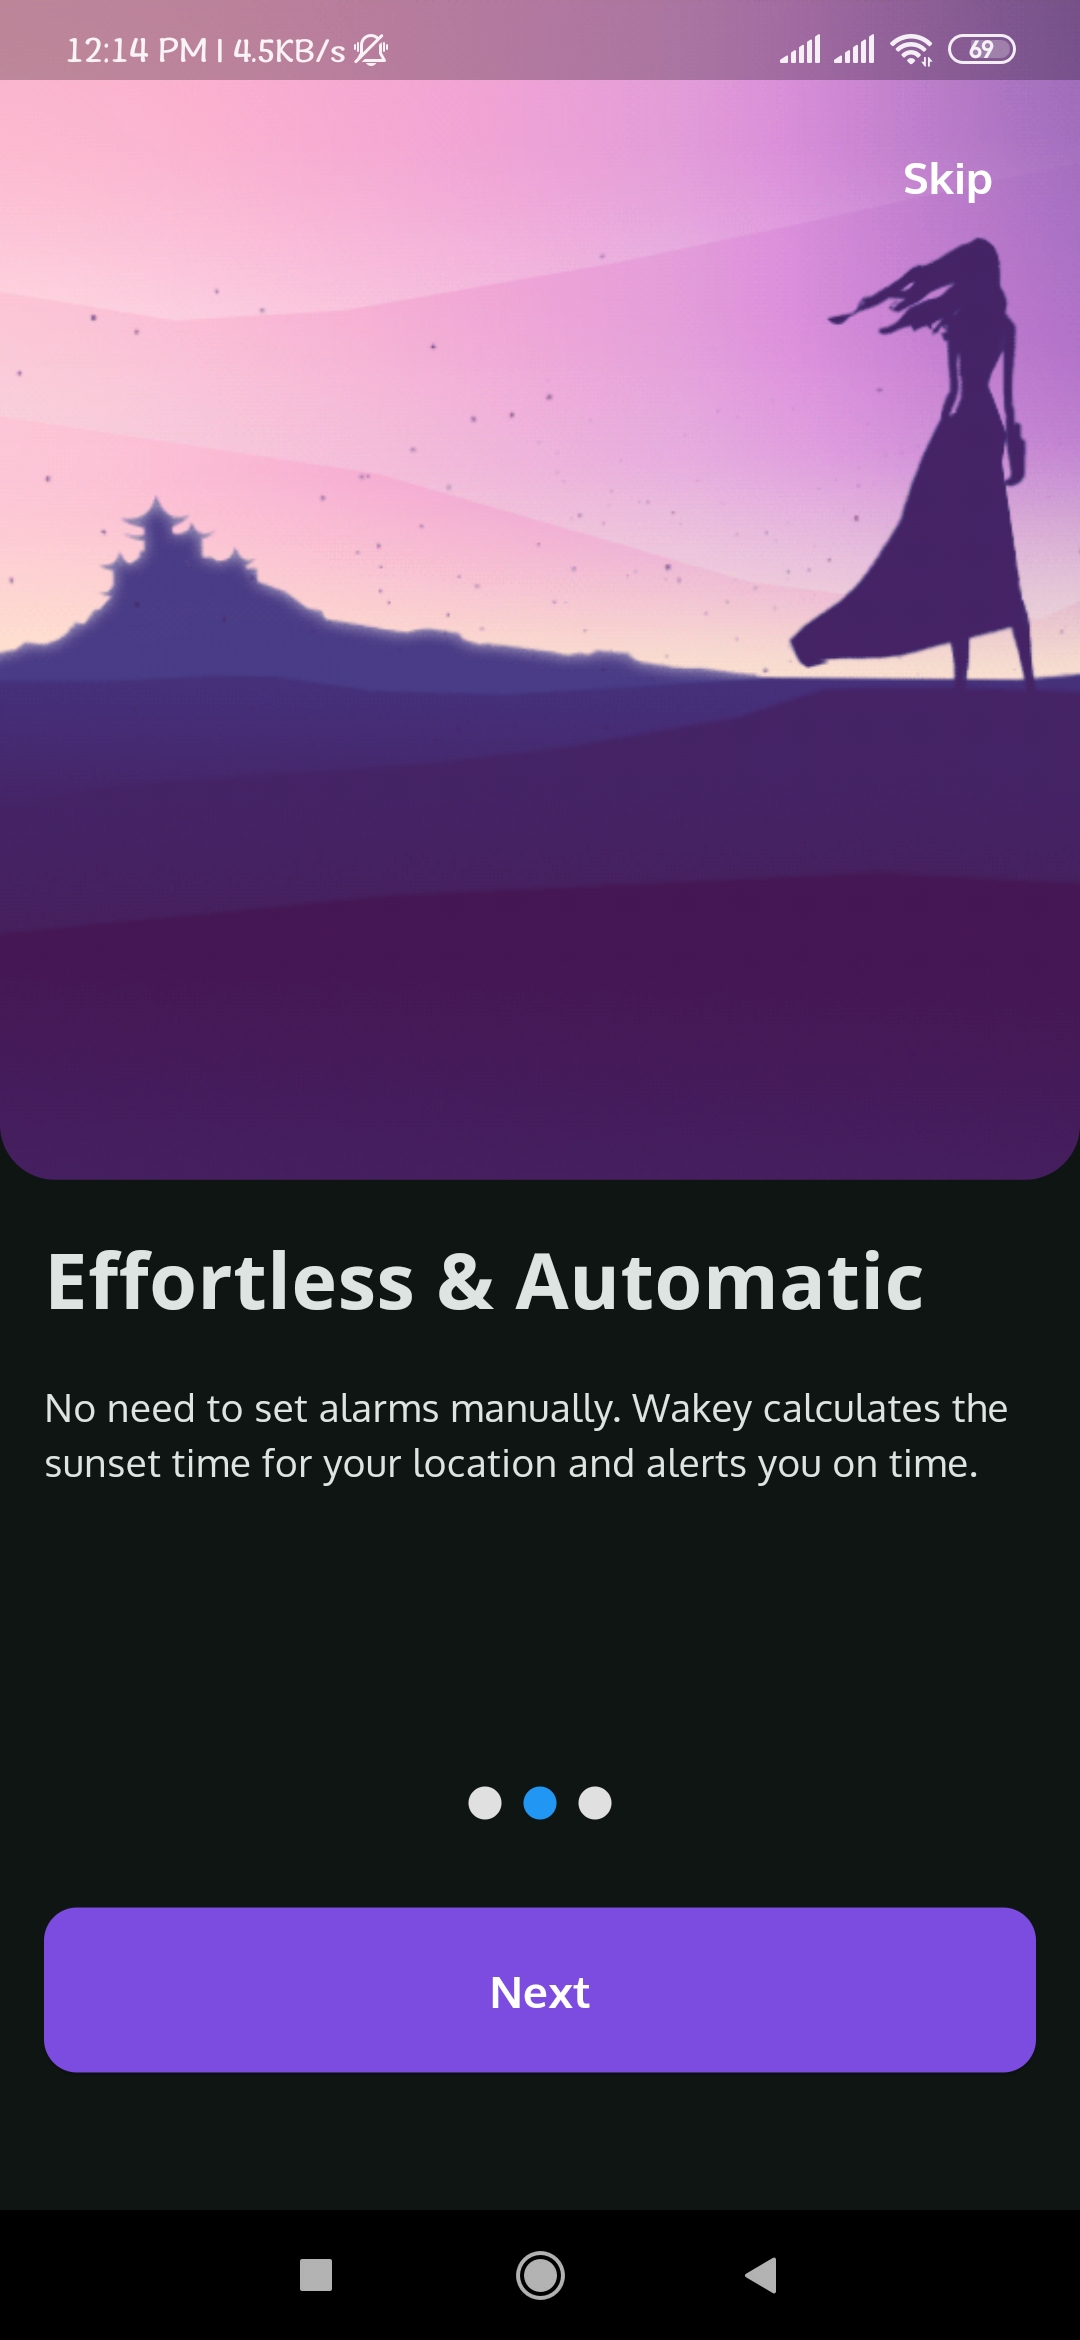 12:14 PM | 4.5KB/s
69
Skip
Effortless & Automatic
No need to set alarms manually. Wakey calculates the
sunset time for your location and alerts you on time.
Next